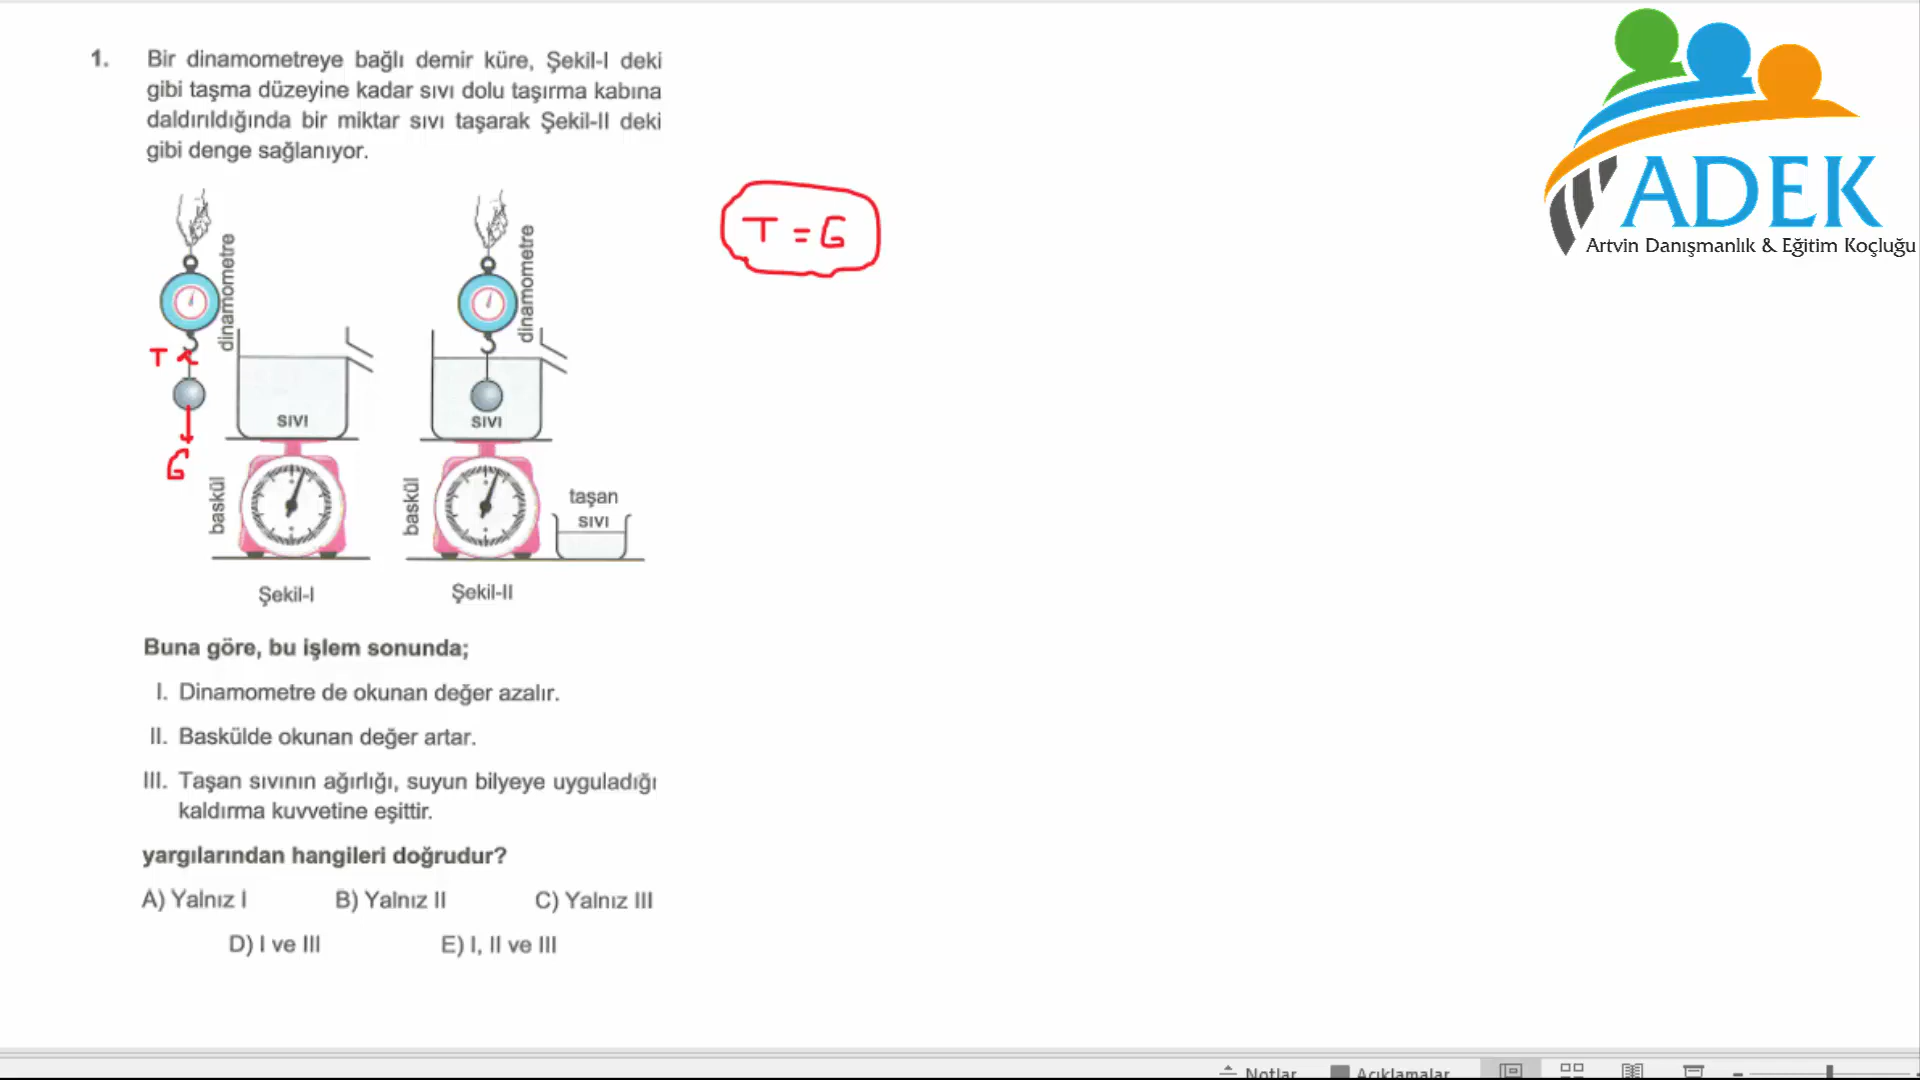 1. Bir dinamometreye bağlı demir küre, Şekil-I deki
gibi taşma düzeyine kadar sıvı dolu taşırma kabına
daldırıldığında bir miktar sıvı taşarak Şekil-II deki
gibi denge sağlanıyor.
dinamometre
dinamometre
T = G
T
G
SIVI
SIVI
baskül
baskül
taşan
SIVI
Şekil-I
Şekil-II
Buna göre, bu işlem sonunda;
I. Dinamometre de okunan değer azalır.
II. Baskülde okunan değer artar.
III. Taşan sıvının ağırlığı, suyun bilyeye uyguladığı
kaldırma kuvvetine eşittir.
yargılarından hangileri doğrudur?
A) Yalnız I B) Yalnız II C) Yalnız III
D) I ve III E) I, II ve III
ADEK
Artvin Danışmanlık & Eğitim Koçluğu
Notlar Açıklamalar